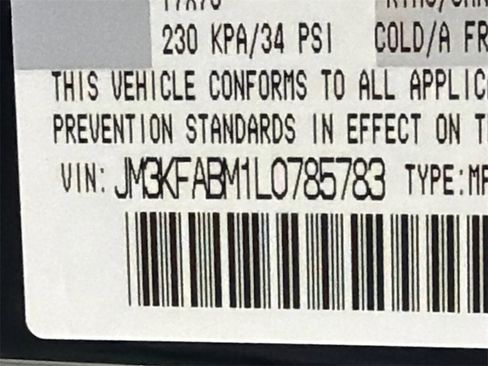 17X7J
230 KPA/34 PSI COLD/A FR
THIS VEHICLE CONFORMS TO ALL APPLIC
PREVENTION STANDARDS IN EFFECT ON T
VIN: JM3KFABM1L0785783 TYPE:MP